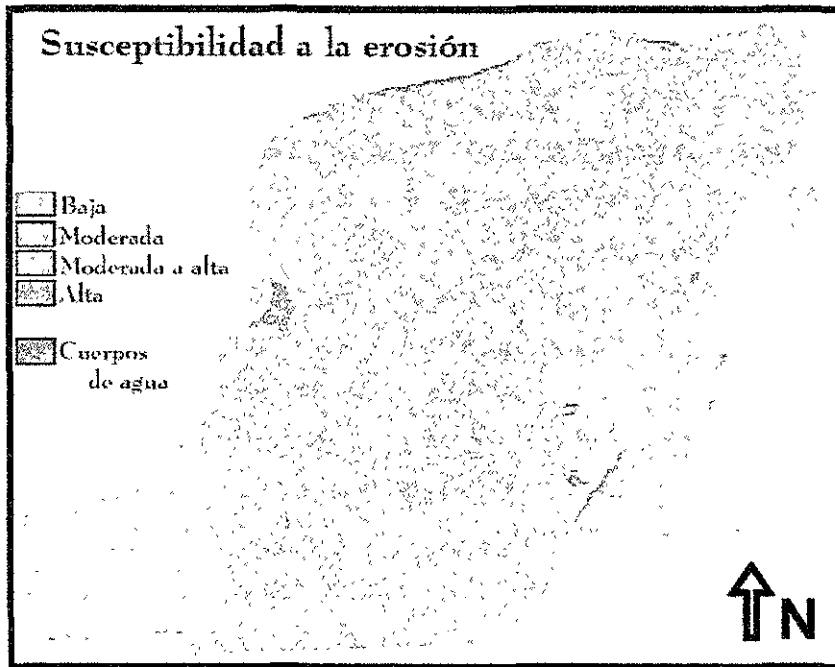 Susceptibilidad a la erosión
Baja
Moderada
Moderada a alta
Alta
Cuerpos
de agua
N